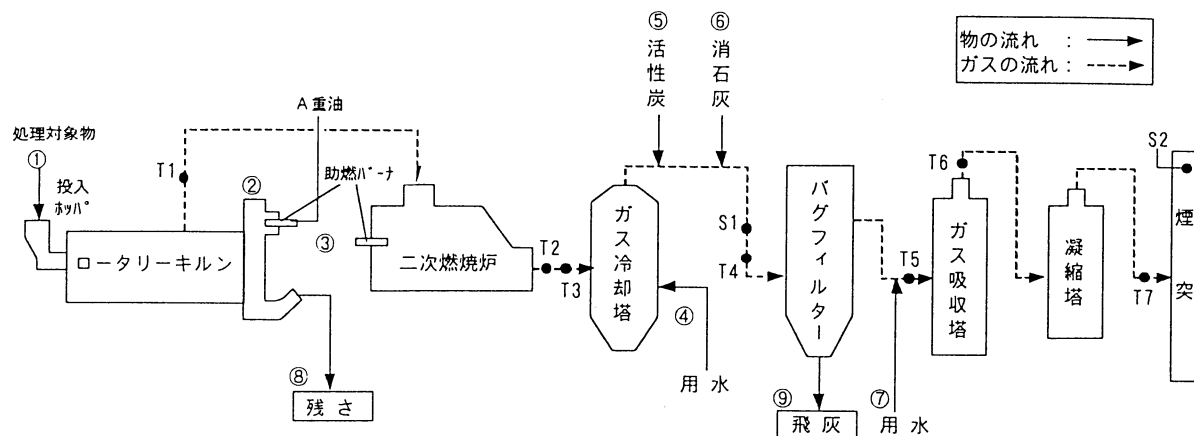 ⑤
活性炭
⑥
消石灰
物の流れ :
ガスの流れ :
A重油
処理対象物
①
T1
投入
ホッパ
②
助燃バーナ
③
ロータリーキルン
二次燃焼炉
T2
T3
ガス冷却塔
④
用水
S1
T4
バグフィルター
T5
⑦
用水
T6
ガス吸収塔
凝縮塔
T7
S2
煙突
⑧
残さ
⑨
飛灰